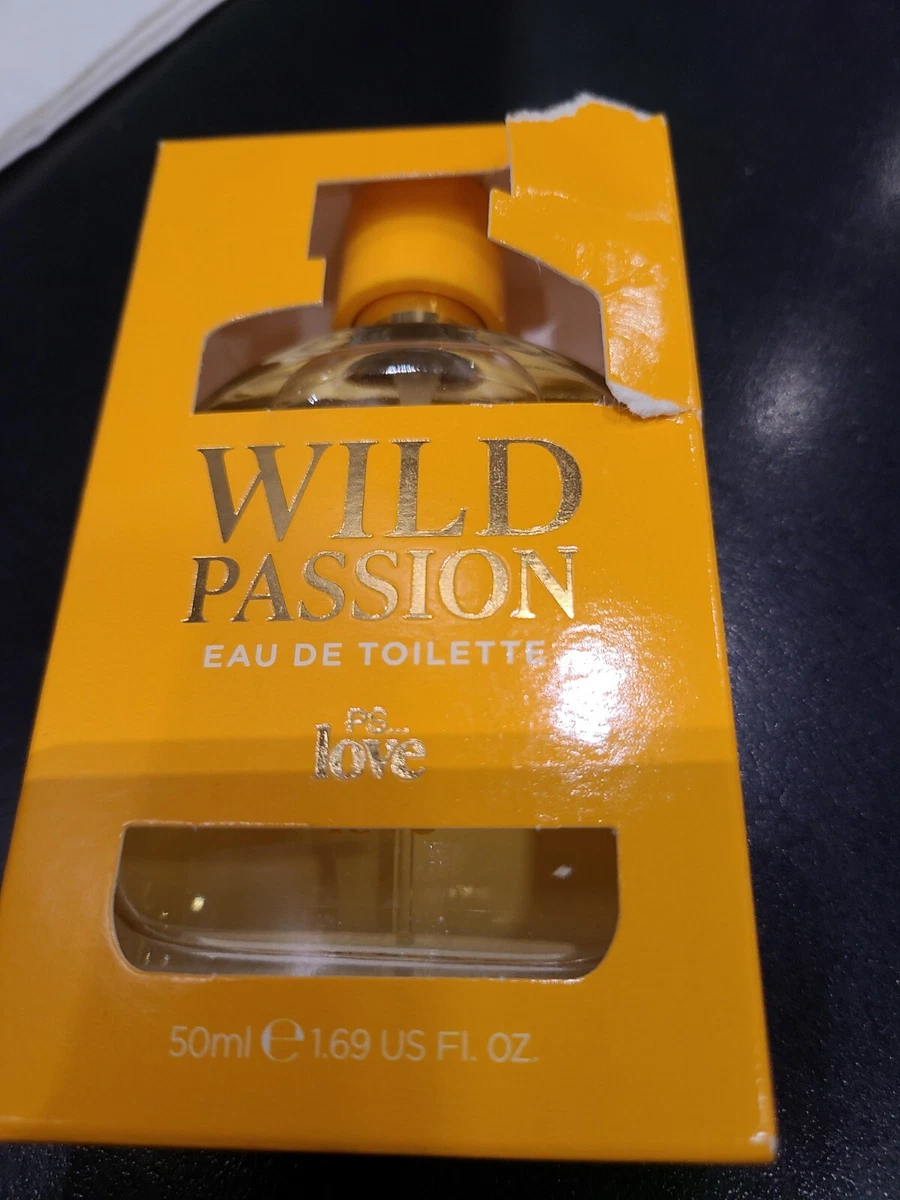 WILD
PASSION
EAU DE TOILETTE
PS...
love
50ml ℮ 1.69 US Fl. OZ.